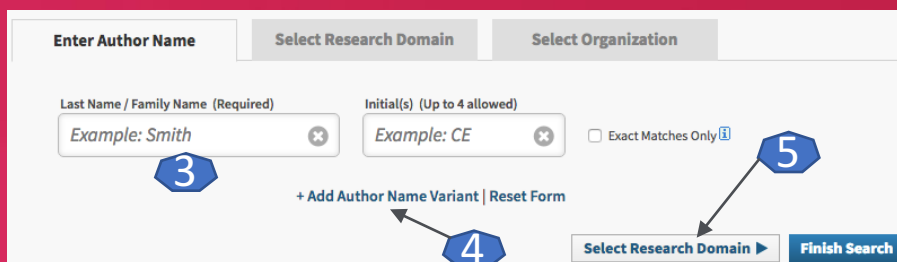 Enter Author Name Select Research Domain Select Organization
Last Name / Family Name (Required) Initial(s) (Up to 4 allowed)
Example: Smith Example: CE Exact Matches Only i
3 5
+ Add Author Name Variant | Reset Form
4 Select Research Domain Finish Search